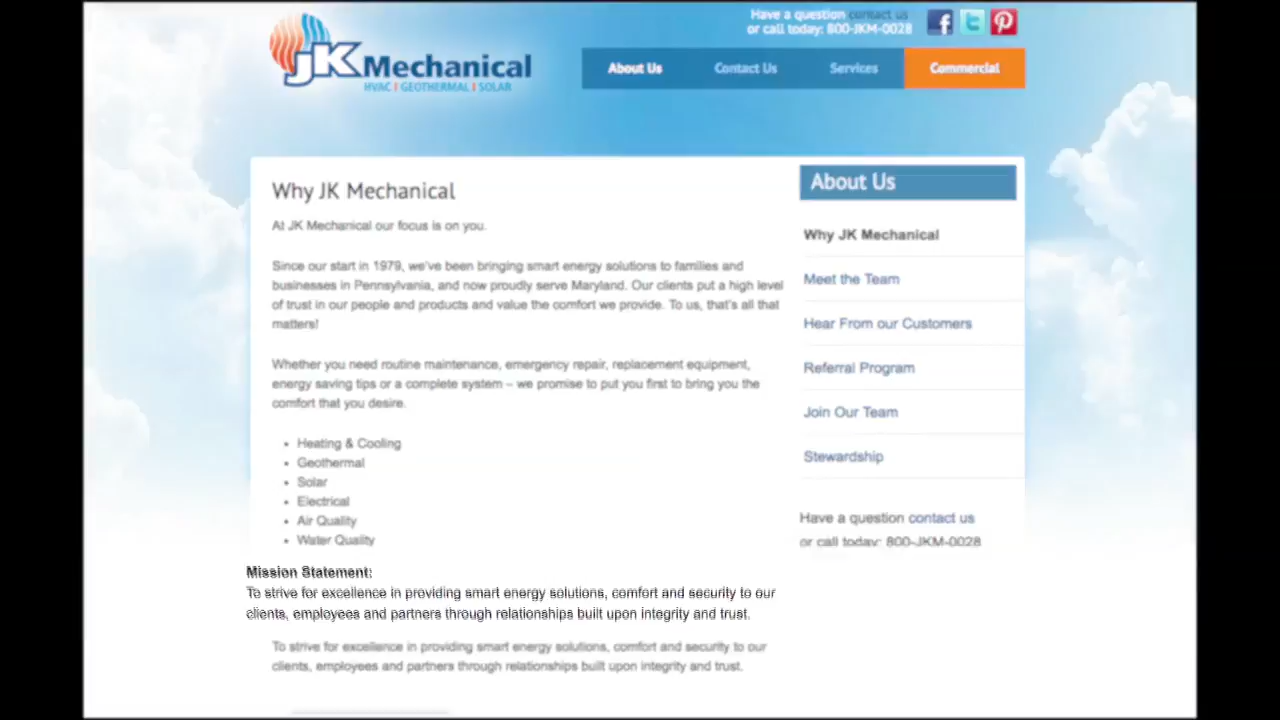 Have a question contact us
or call today: 800-JKM-0028
JK Mechanical
HVAC | GEOTHERMAL | SOLAR
About Us
Contact Us
Services
Commercial
Why JK Mechanical
At JK Mechanical our focus is on you.
Since our start in 1979, we've been bringing smart energy solutions to families and
businesses in Pennsylvania, and now proudly serve Maryland. Our clients put a high level
of trust in our people and products and value the comfort we provide. To us, that's all that
matters!
Whether you need routine maintenance, emergency repair, replacement equipment,
energy saving tips or a complete system – we promise to put you first to bring you the
comfort that you desire.
• Heating & Cooling
• Geothermal
• Solar
• Electrical
• Air Quality
• Water Quality
Mission Statement:
To strive for excellence in providing smart energy solutions, comfort and security to our
clients, employees and partners through relationships built upon integrity and trust.
To strive for excellence in providing smart energy solutions, comfort and security to our
clients, employees and partners through relationships built upon integrity and trust.
About Us
Why JK Mechanical
Meet the Team
Hear From our Customers
Referral Program
Join Our Team
Stewardship
Have a question contact us
or call today: 800-JKM-0028